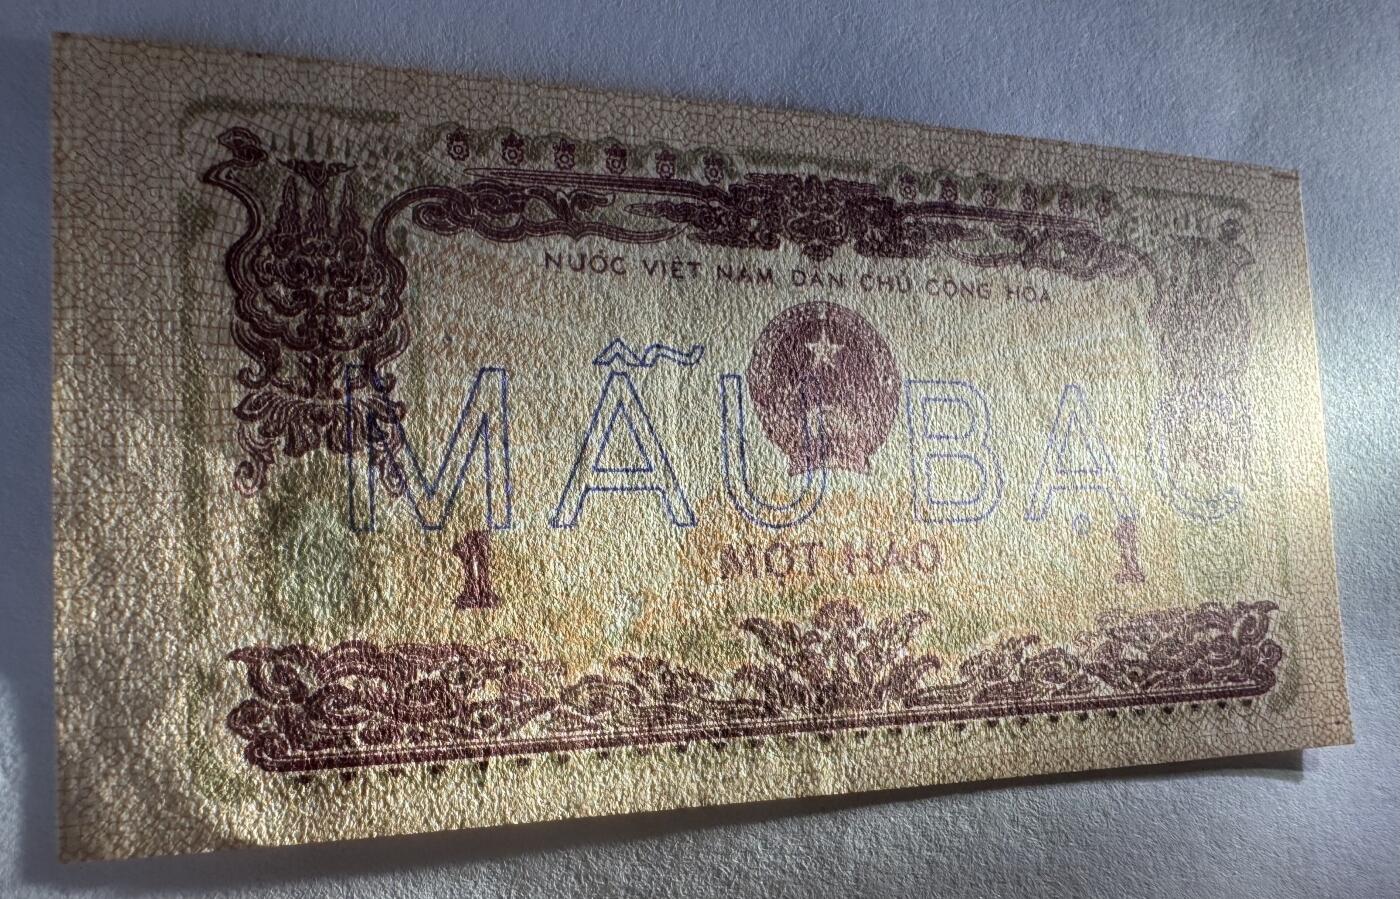 NƯỚC VIỆT NAM DÂN CHỦ CỘNG HÒA
MẪU BẠC
1 MỘT HÀO 1